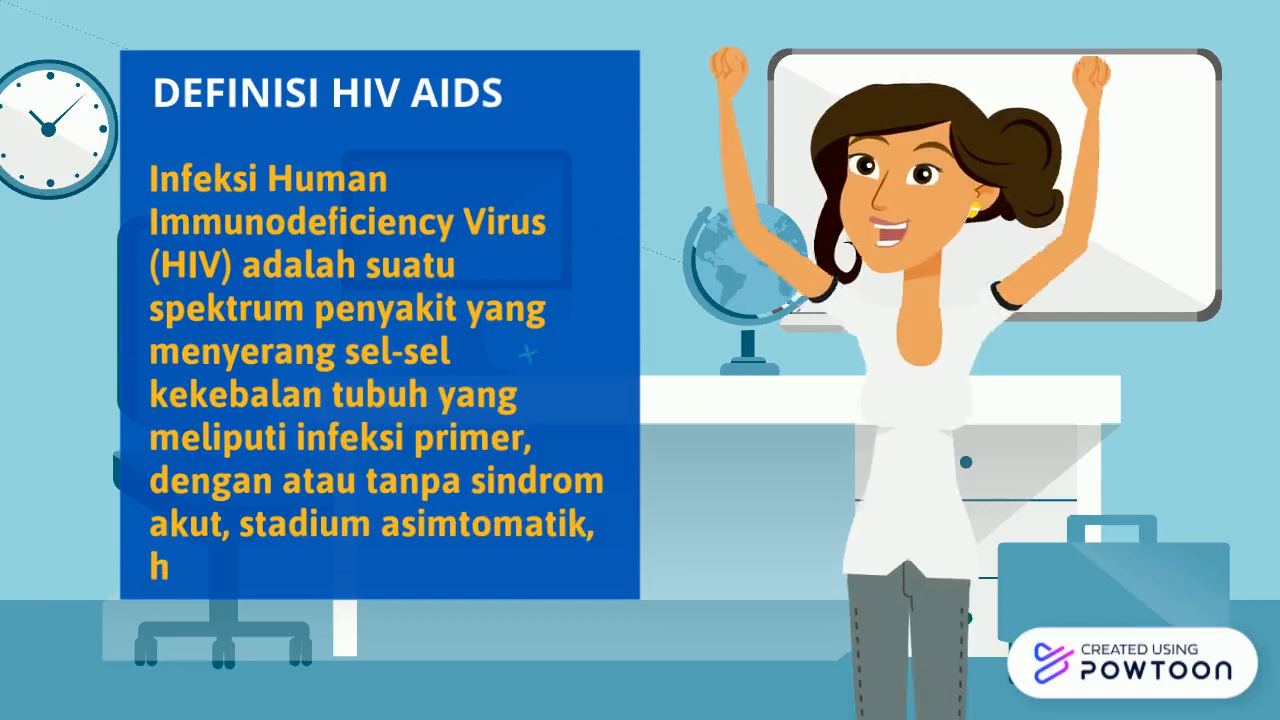 DEFINISI HIV AIDS
Infeksi Human
Immunodeficiency Virus
(HIV) adalah suatu
spektrum penyakit yang
menyerang sel-sel
kekebalan tubuh yang
meliputi infeksi primer,
dengan atau tanpa sindrom
akut, stadium asimtomatik,
h
CREATED USING
POWTOON